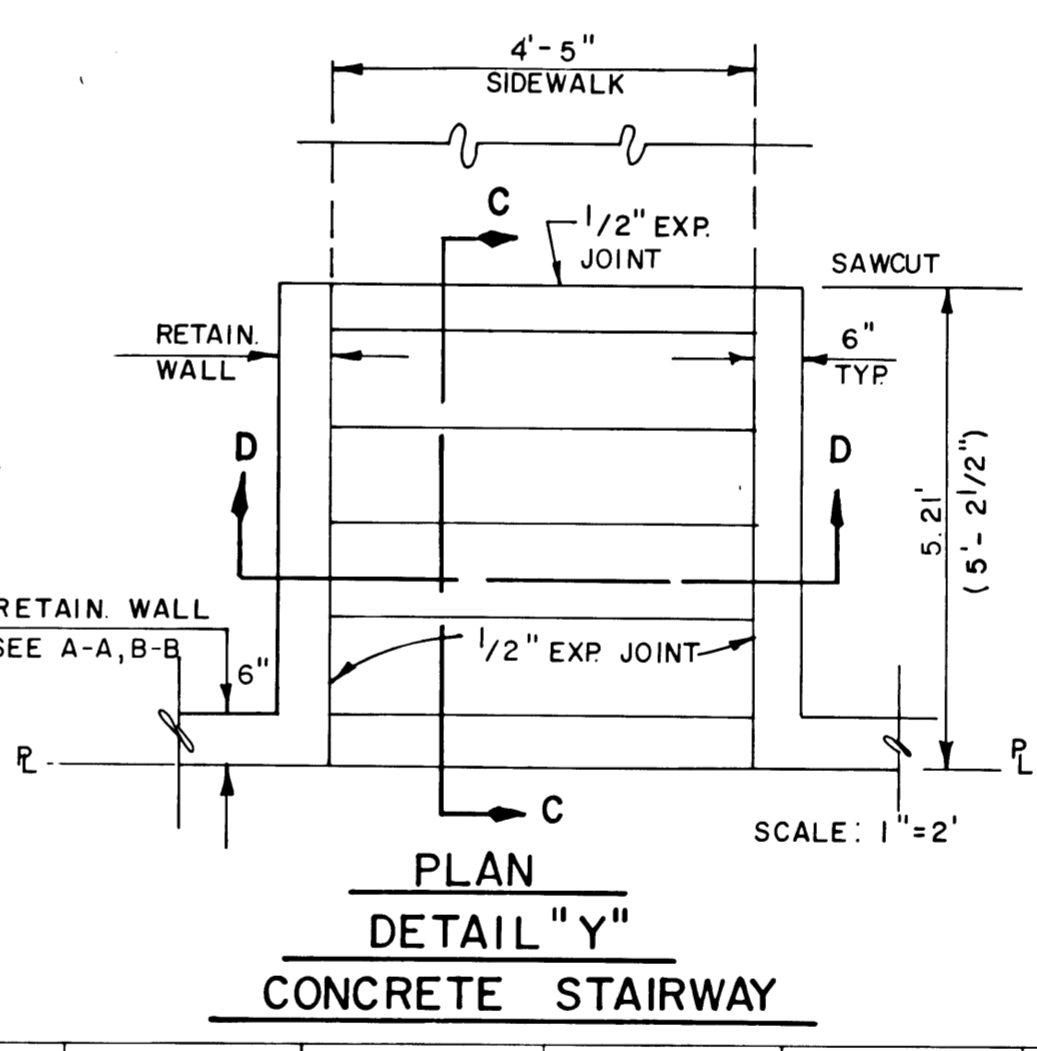 4'-5"
SIDEWALK
C
1/2" EXP.
JOINT
SAWCUT
RETAIN.
WALL
6"
TYP.
D
D
5.21'
(5'-2 1/2")
RETAIN. WALL
SEE A-A, B-B
6"
1/2" EXP. JOINT
PL
PL
C
SCALE: 1"=2'
PLAN
DETAIL "Y"
CONCRETE STAIRWAY